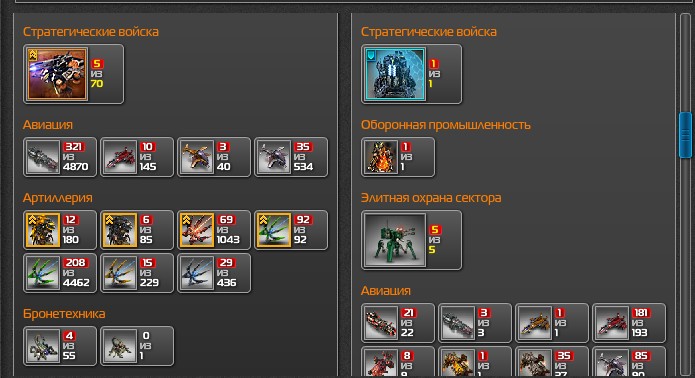 Стратегические войска
5
из
70
Авиация
321
из
4870
10
из
145
3
из
40
35
из
534
Артиллерия
12
из
180
6
из
85
69
из
1043
92
из
92
208
из
4462
15
из
229
29
из
436
Бронетехника
4
из
55
0
из
1
Стратегические войска
1
из
1
Оборонная промышленность
1
из
1
Элитная охрана сектора
5
из
5
Авиация
21
из
22
3
из
3
1
из
1
181
из
193
8
из
1
из
35
из
85
из